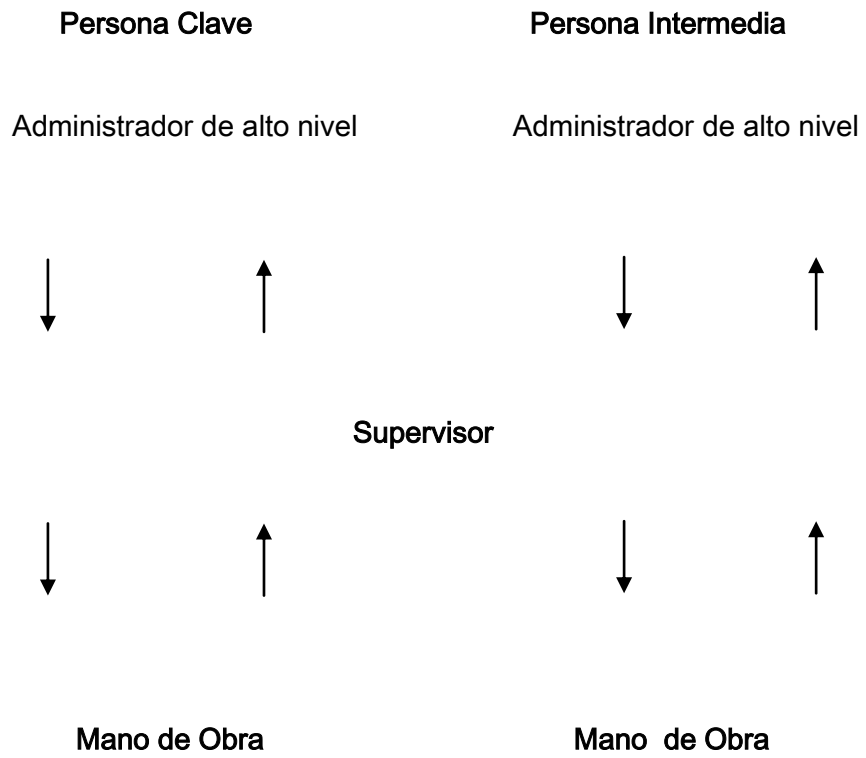 Persona Clave Persona Intermedia
Administrador de alto nivel Administrador de alto nivel
Supervisor
Mano de Obra Mano de Obra